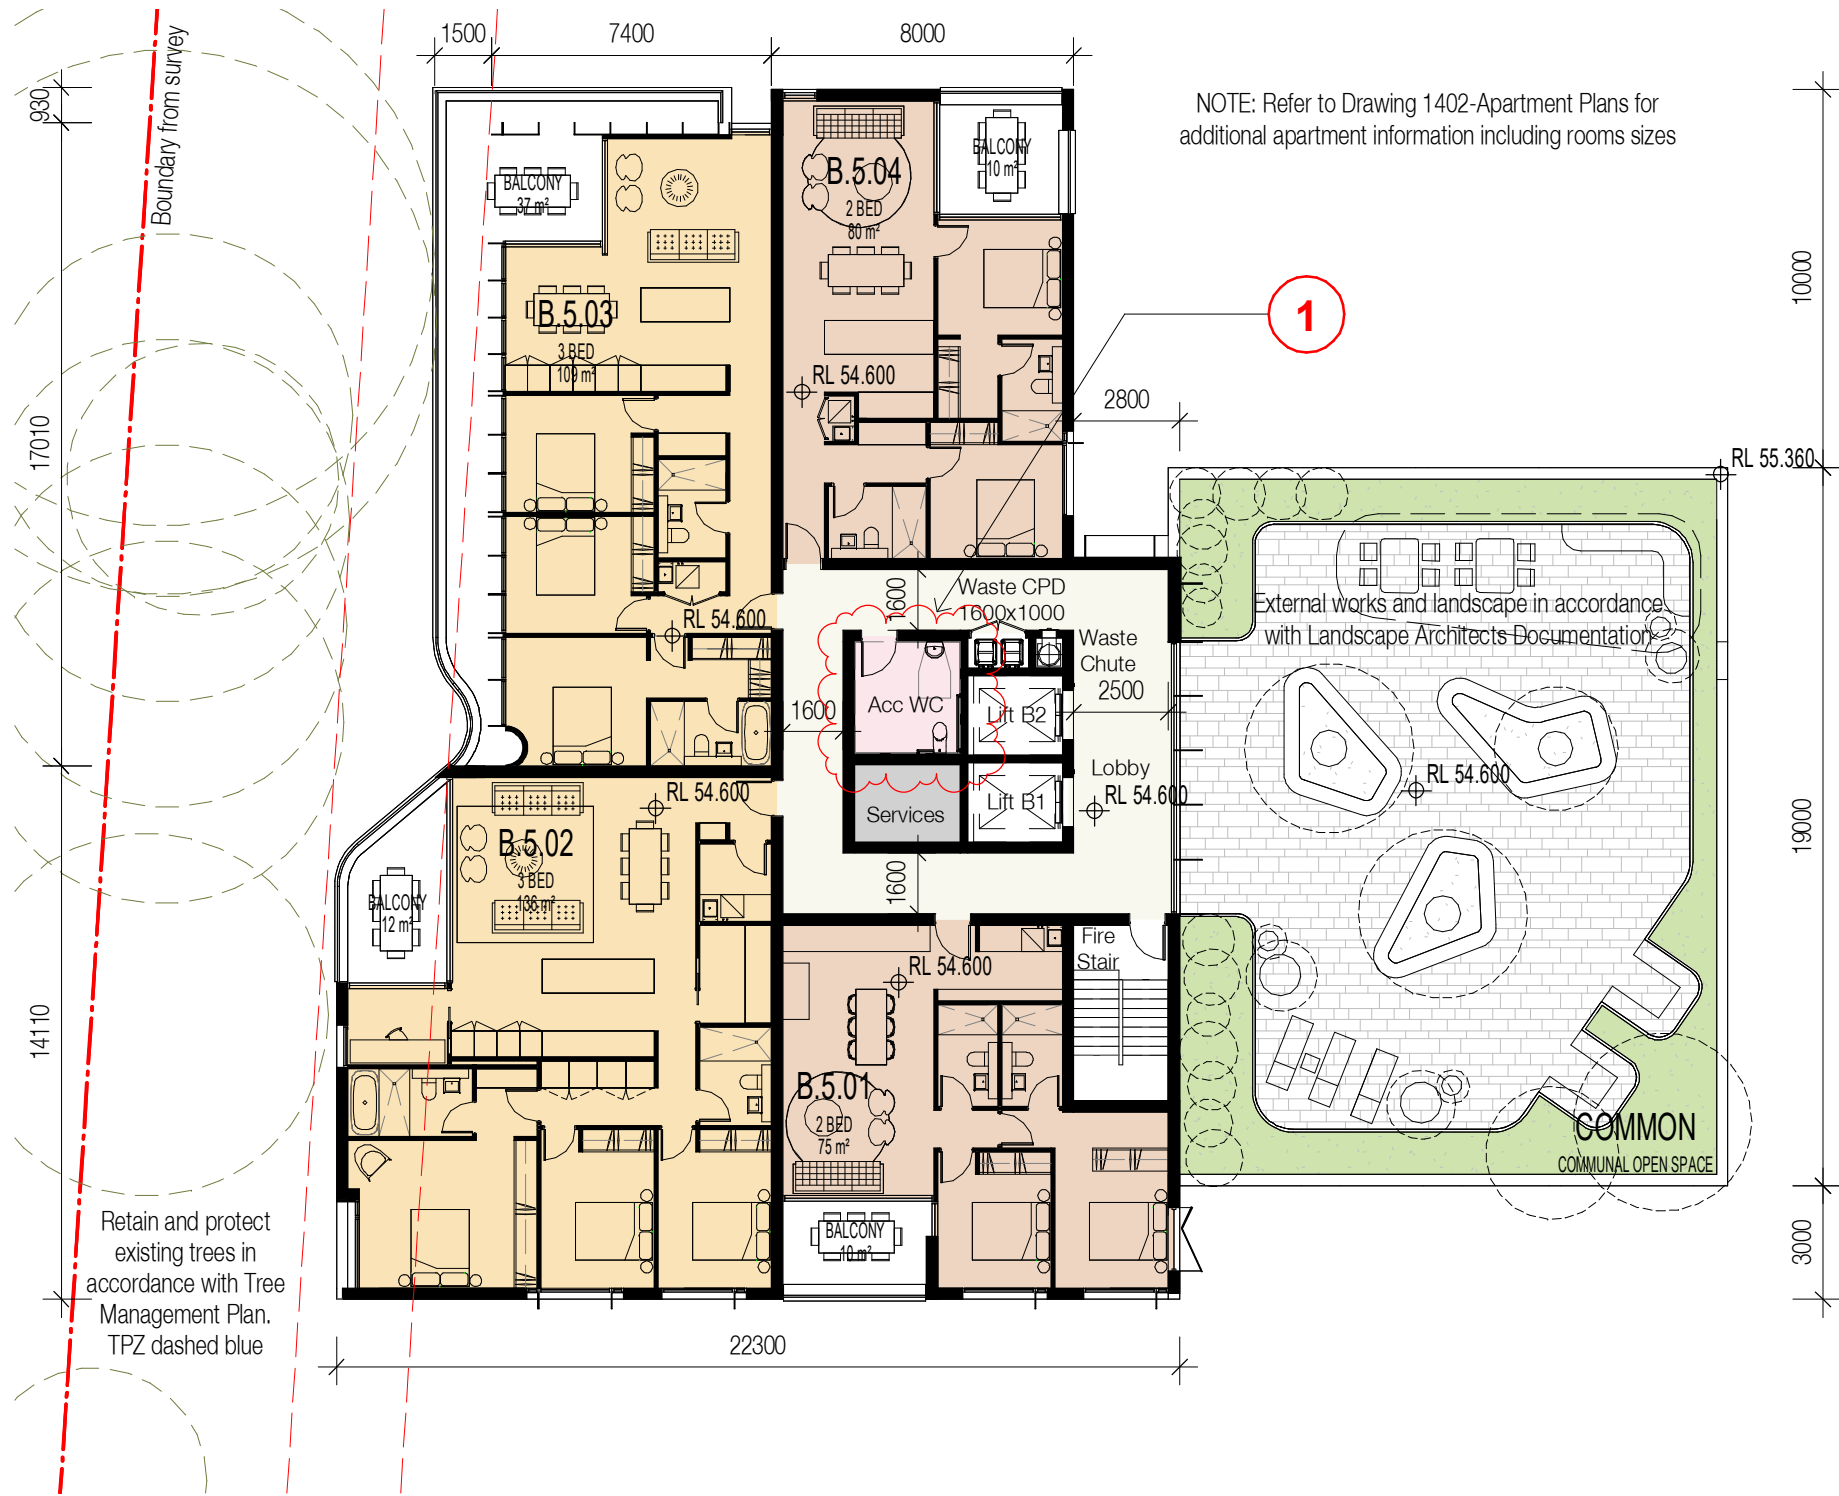 1500
7400
8000
930
Boundary from survey
NOTE: Refer to Drawing 1402-Apartment Plans for
additional apartment information including rooms sizes
BALCONY
37 m²
B.5.04
2 BED
80 m²
BALCONY
10 m²
10000
B.5.03
3 BED
109 m²
1
RL 54.600
2800
17010
RL 55.360
1600
Waste CPD
1600x1000
External works and landscape in accordance
with Landscape Architects Documentation
RL 54.600
Waste
Chute
2500
Acc WC
Lift B2
1600
Lobby
RL 54.600
RL 54.600
RL 54.600
Lift B1
Services
19000
B.5.02
3 BED
136 m²
BALCONY
12 m²
1600
Fire
Stair
RL 54.600
14110
B.5.01
2 BED
75 m²
COMMON
COMMUNAL OPEN SPACE
BALCONY
10 m²
3000
Retain and protect
existing trees in
accordance with Tree
Management Plan.
TPZ dashed blue
22300